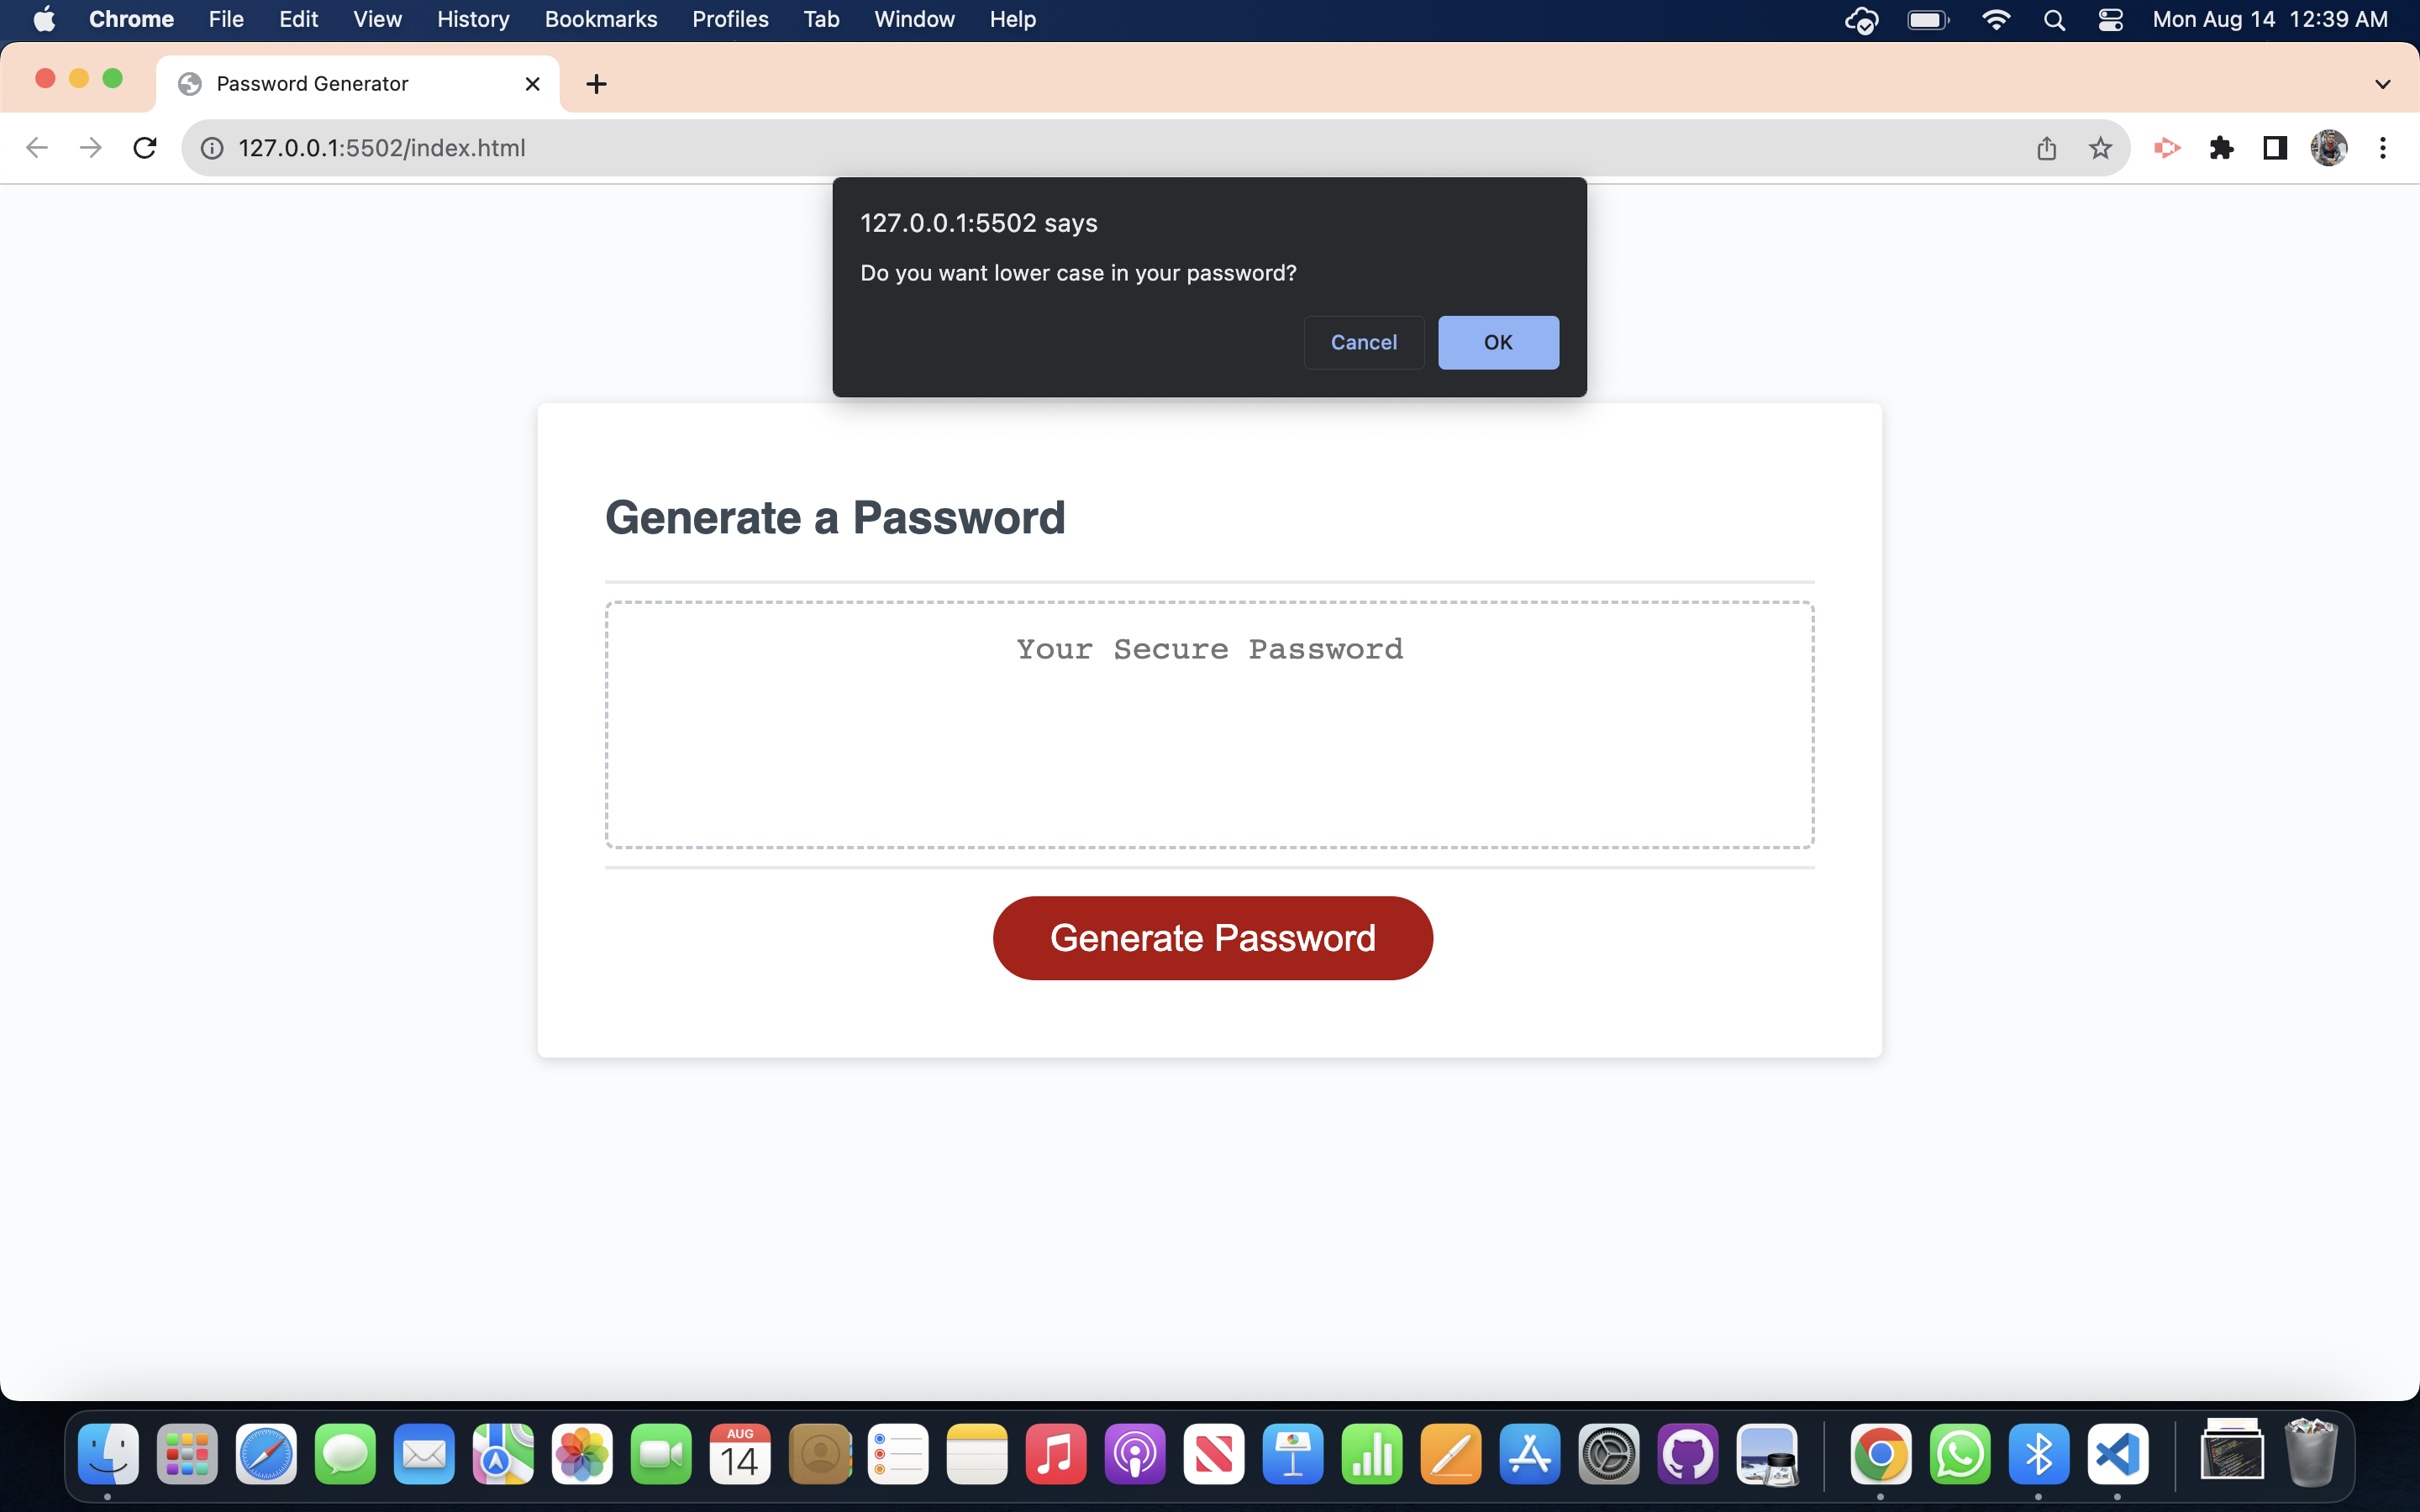 Chrome File Edit View History Bookmarks Profiles Tab Window Help Mon Aug 14 12:39 AM
Password Generator
127.0.0.1:5502/index.html
127.0.0.1:5502 says
Do you want lower case in your password?
Cancel OK
Generate a Password
Your Secure Password
Generate Password
AUG
14